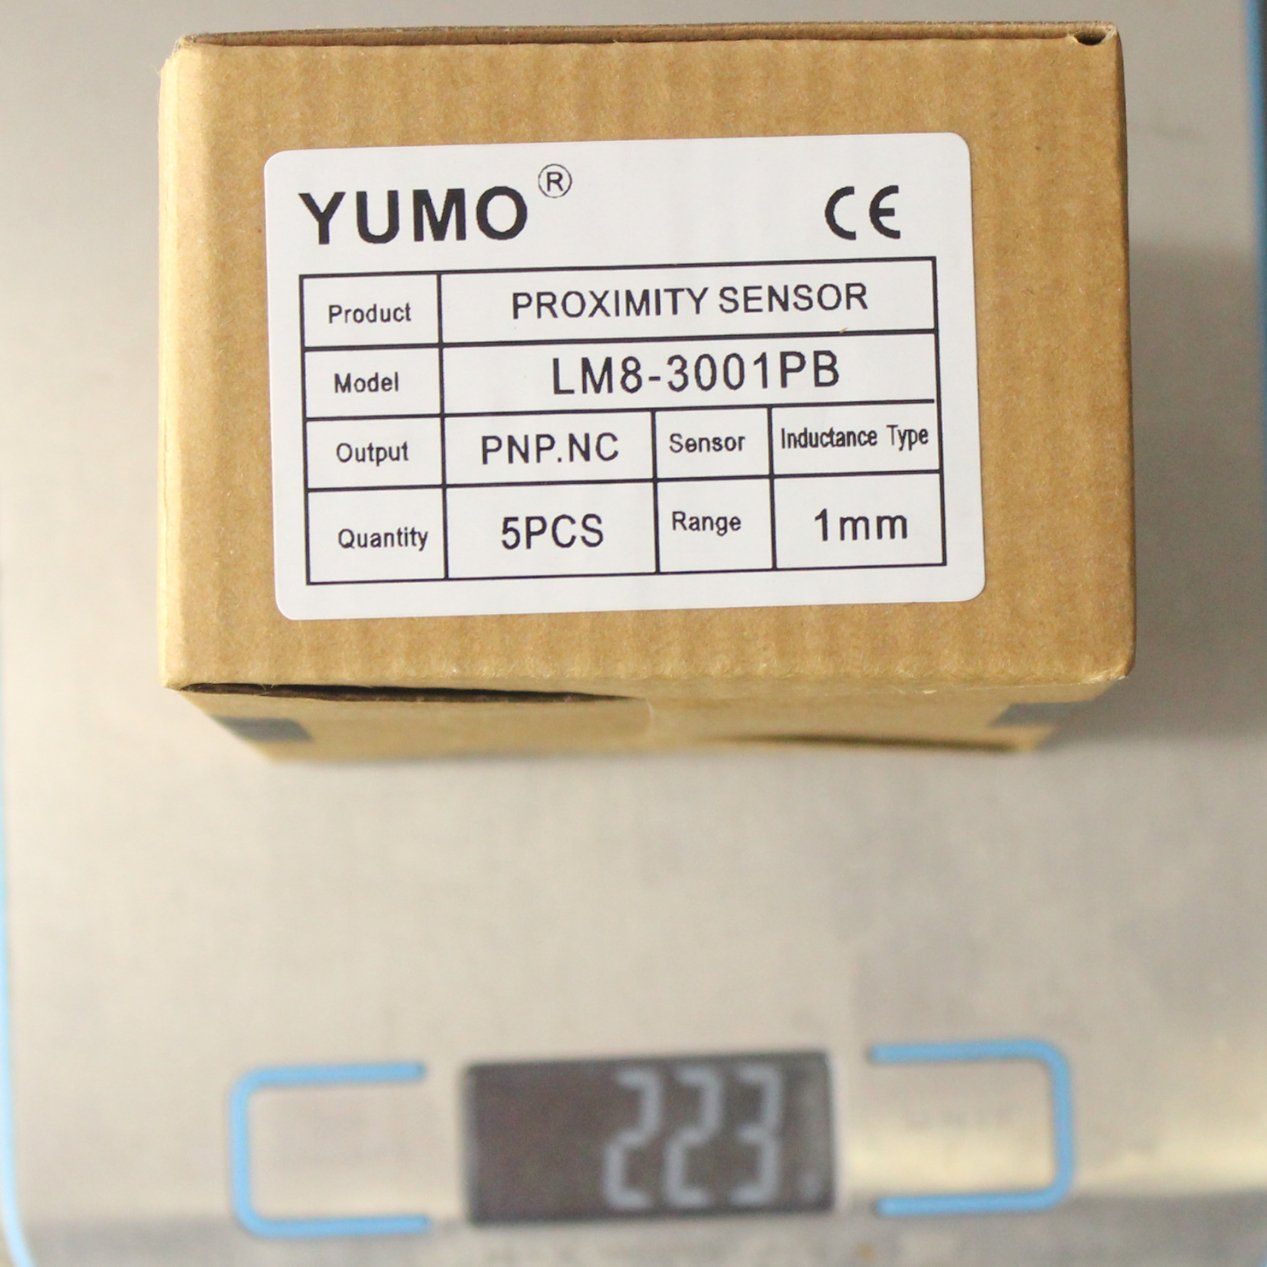 YUMO®
CE
Product PROXIMITY SENSOR
Model LM8-3001PB
Output PNP.NC Sensor Inductance Type
Quantity 5PCS Range 1mm
223